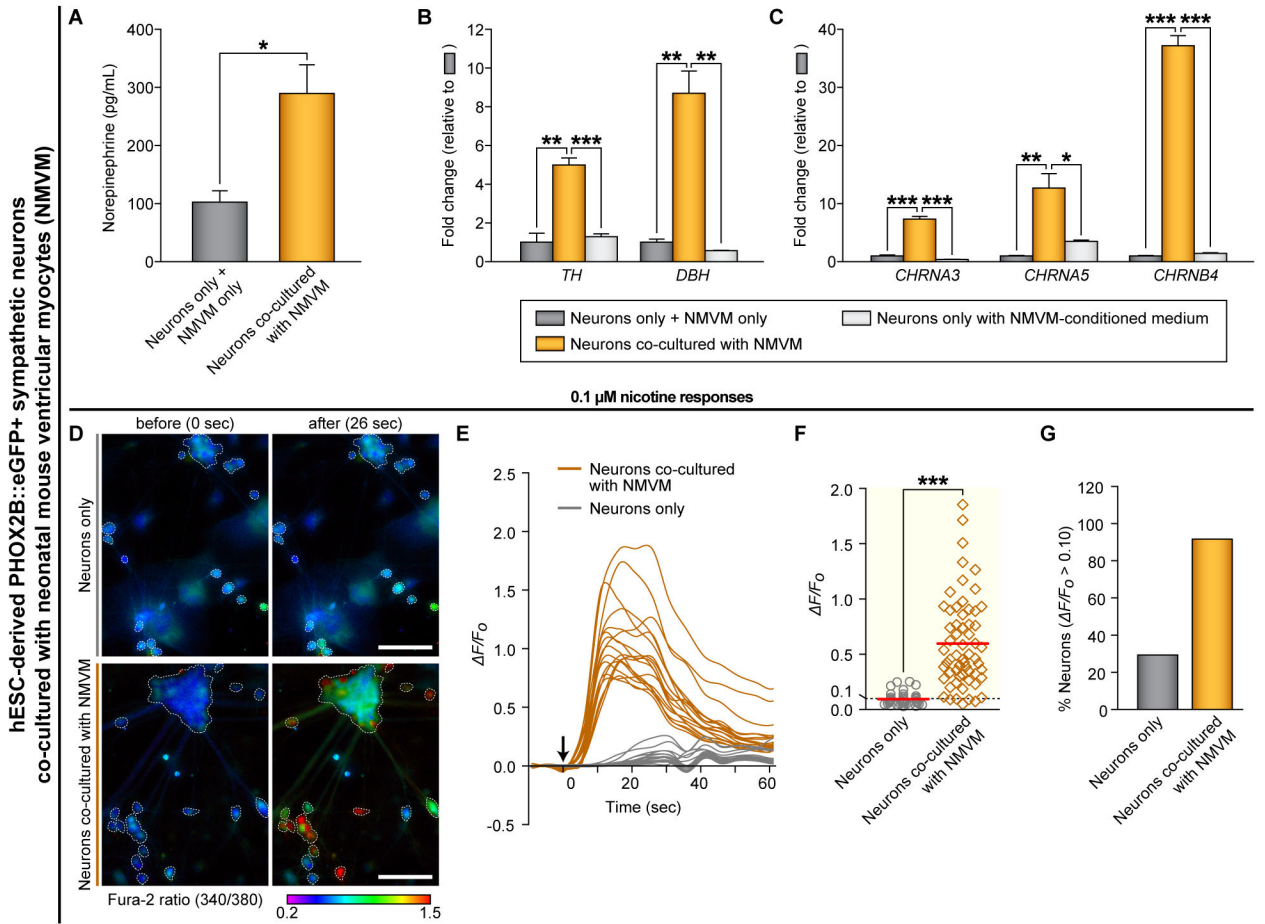 hESC-derived PHOX2B::eGFP+ sympathetic neurons
co-cultured with neonatal mouse ventricular myocytes (NMVM)
A
Norepinephrine (pg/mL)
400
300
200
100
0
*
Neurons only +
NMVM only
Neurons co-cultured
with NMVM
B
Fold change (relative to )
12
10
8
6
4
2
0
** ***
** **
TH
DBH
C
Fold change (relative to )
40
30
20
10
0
*** ***
** *
*** ***
CHRNA3
CHRNA5
CHRNB4
Neurons only + NMVM only
Neurons only with NMVM-conditioned medium
Neurons co-cultured with NMVM
0.1 µM nicotine responses
D
before (0 sec)
after (26 sec)
Neurons only
Neurons co-cultured with NMVM
Fura-2 ratio (340/380)
0.2
1.5
E
Neurons co-cultured
with NMVM
Neurons only
ΔF/Fo
2.5
2.0
1.5
1.0
0.5
0.0
-0.5
0
20
40
60
Time (sec)
F
***
ΔF/Fo
2.0
1.5
1.0
0.5
0.1
0.0
Neurons only
Neurons co-cultured
with NMVM
G
% Neurons (ΔF/Fo > 0.10)
120
100
80
60
40
20
0
Neurons only
Neurons co-cultured
with NMVM